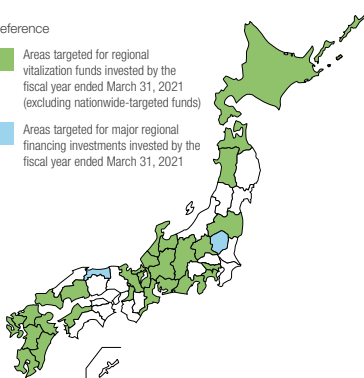 eference
Areas targeted for regional
vitalization funds invested by the
fiscal year ended March 31, 2021
(excluding nationwide-targeted funds)
Areas targeted for major regional
financing investments invested by the
fiscal year ended March 31, 2021